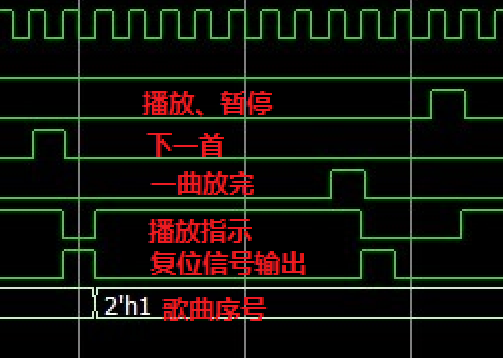 播放、暂停
下一首
一曲放完
播放指示
复位信号输出
2'h1 歌曲序号